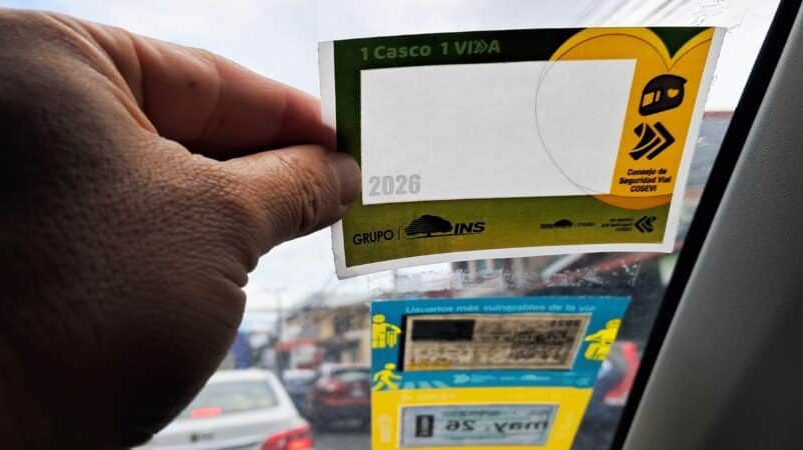 1 Casco 1 VIDA
2026
Consejo de
Seguridad Vial
COSEVI
GRUPO INS
Usuarios más vulnerables de la vía
may. 26